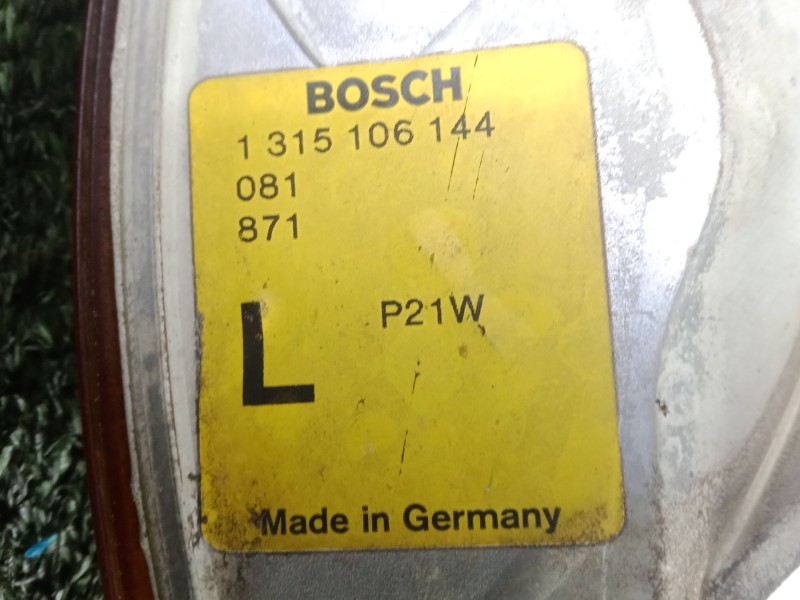 BOSCH
1 315 106 144
081
871
L
P21W
Made in Germany